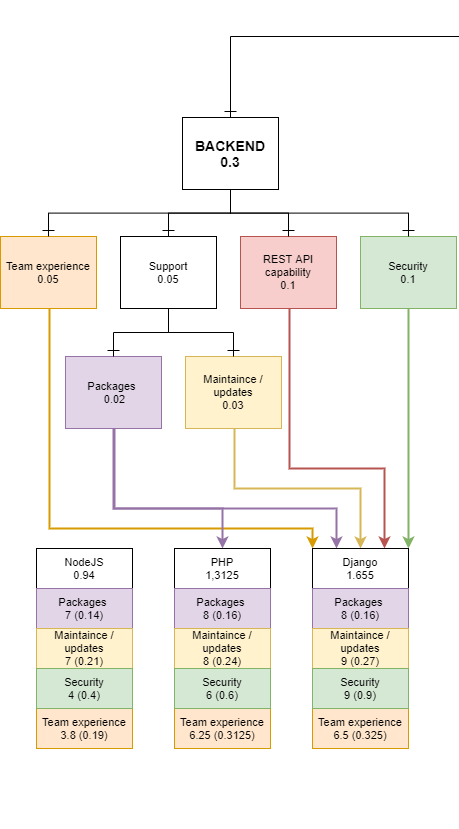 BACKEND
0.3
Team experience
0.05
Support
0.05
REST API
capability
0.1
Security
0.1
Packages
0.02
Maintaince /
updates
0.03
NodeJS
0.94
Packages
7 (0.14)
Maintaince /
updates
7 (0.21)
Security
4 (0.4)
Team experience
3.8 (0.19)
PHP
1,3125
Packages
8 (0.16)
Maintaince /
updates
8 (0.24)
Security
6 (0.6)
Team experience
6.25 (0.3125)
Django
1.655
Packages
8 (0.16)
Maintaince /
updates
9 (0.27)
Security
9 (0.9)
Team experience
6.5 (0.325)